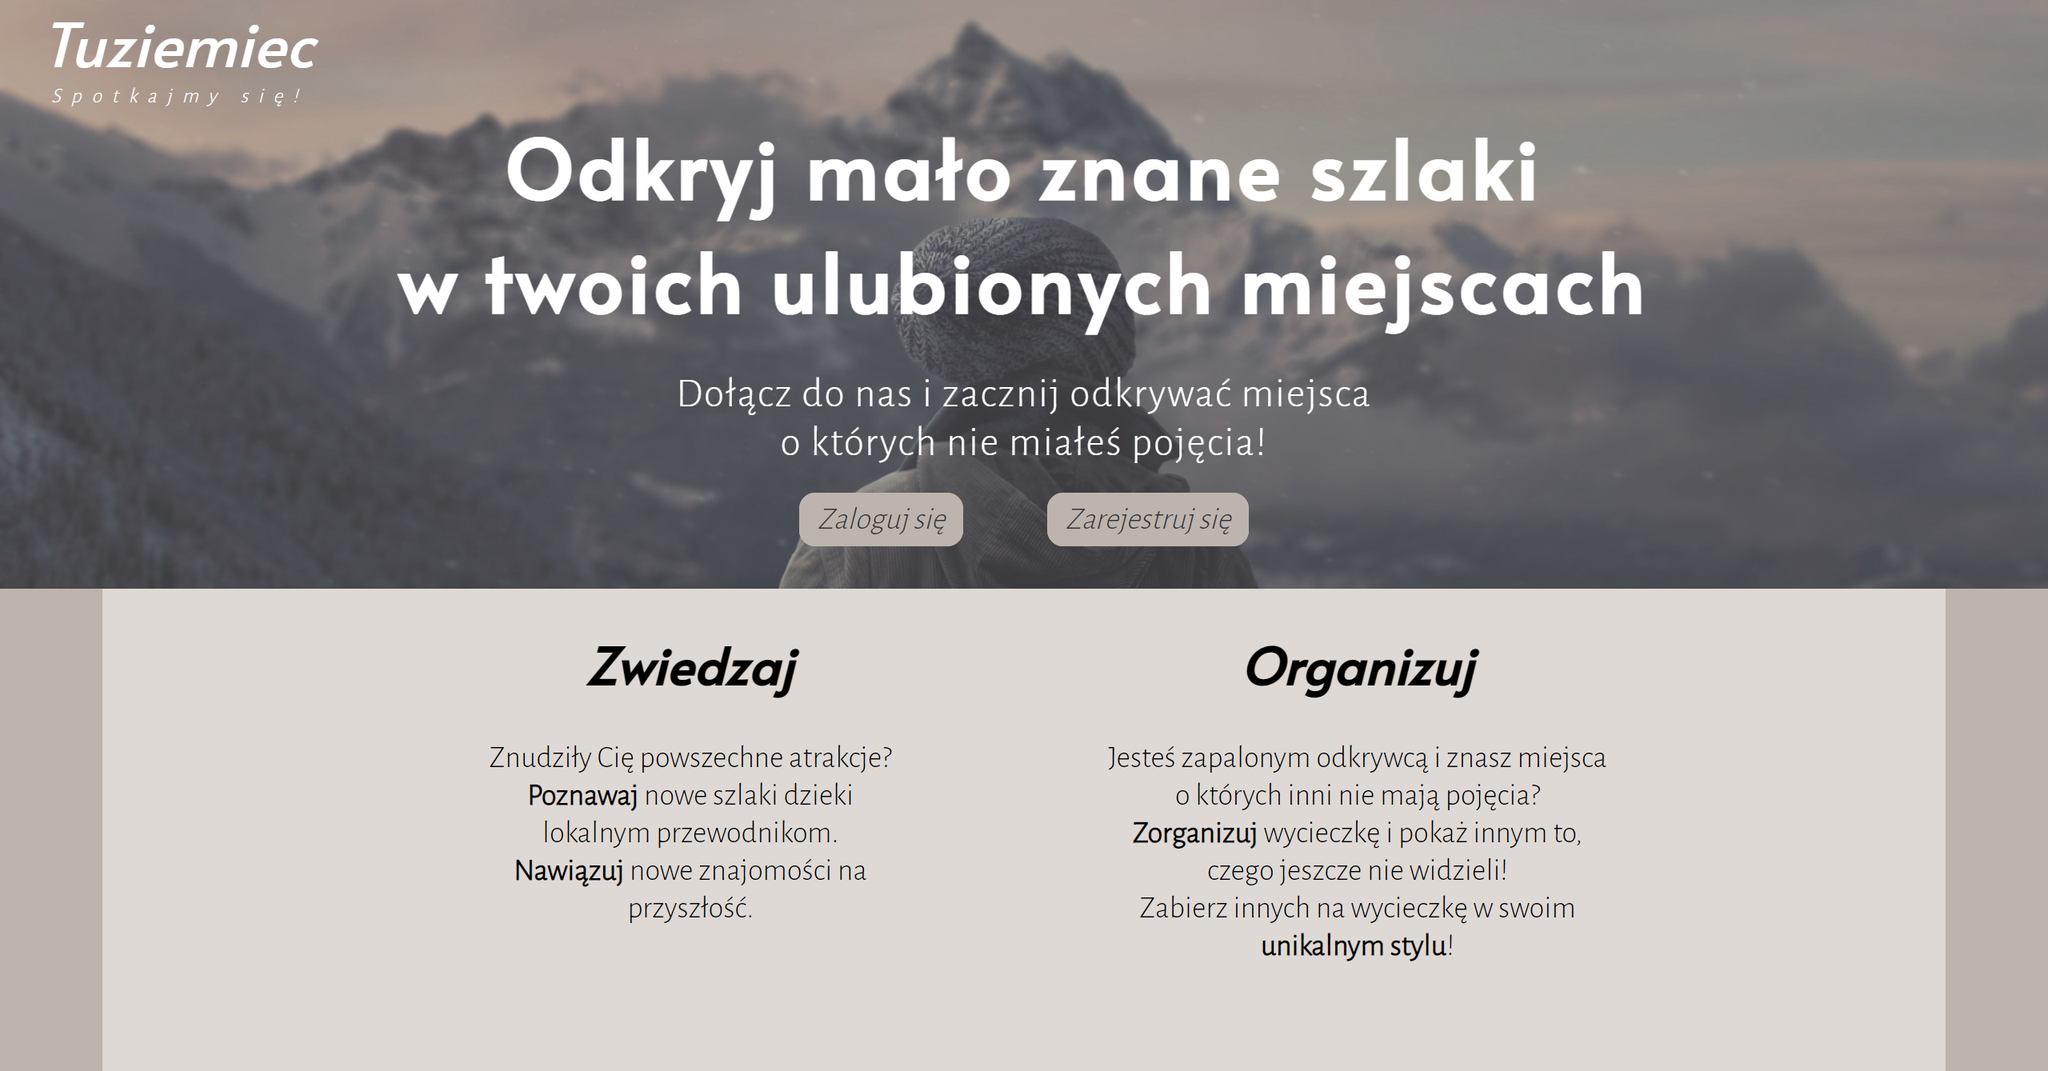 Tuziemiec
Spotkajmy się!
Odkryj mało znane szlaki
w twoich ulubionych miejscach
Dołącz do nas i zacznij odkrywać miejsca
o których nie miałeś pojęcia!
Zaloguj się
Zarejestruj się
Zwiedzaj
Znudziły Cię powszechne atrakcje?
Poznawaj nowe szlaki dzieki
lokalnym przewodnikom.
Nawiązuj nowe znajomości na
przyszłość.
Organizuj
Jesteś zapalonym odkrywcą i znasz miejsca
o których inni nie mają pojęcia?
Zorganizuj wycieczkę i pokaż innym to,
czego jeszcze nie widzieli!
Zabierz innych na wycieczkę w swoim
unikalnym stylu!